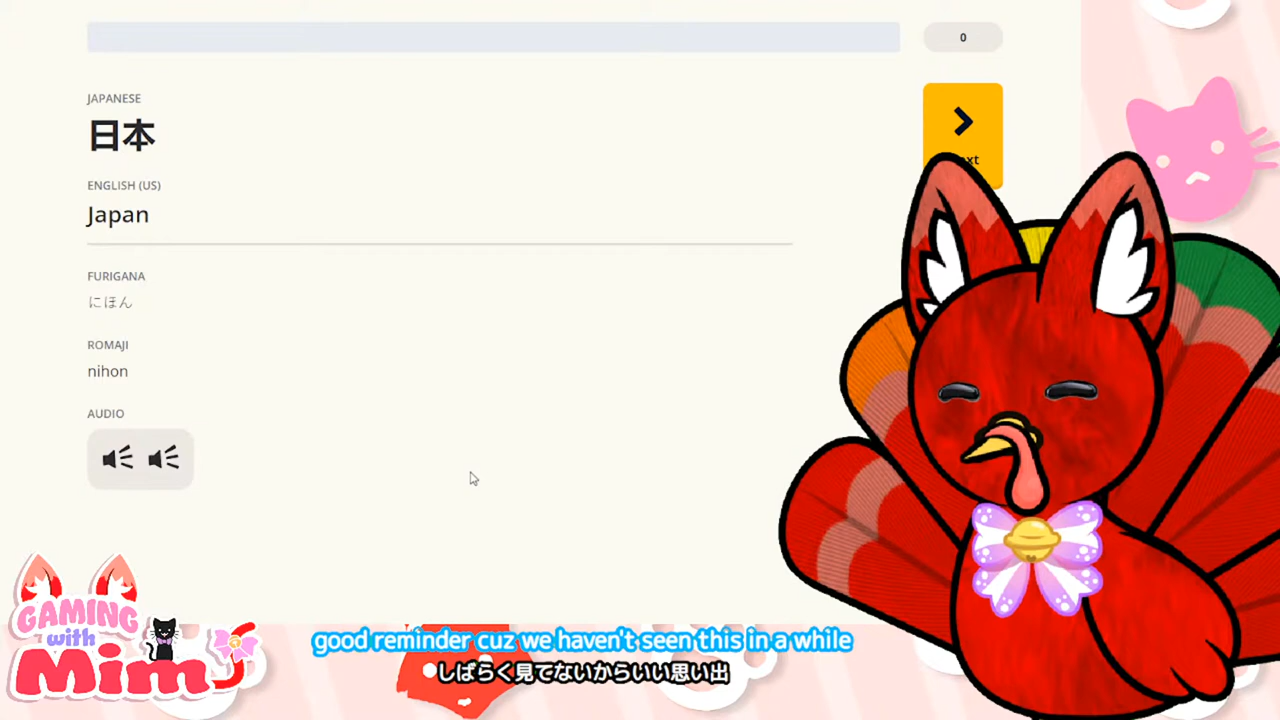 0
JAPANESE
日本
ENGLISH (US)
Japan
FURIGANA
にほん
ROMAJI
nihon
AUDIO
GAMING
with
Mim
good reminder cuz we haven't seen this in a while
しばらく見てないからいい思い出